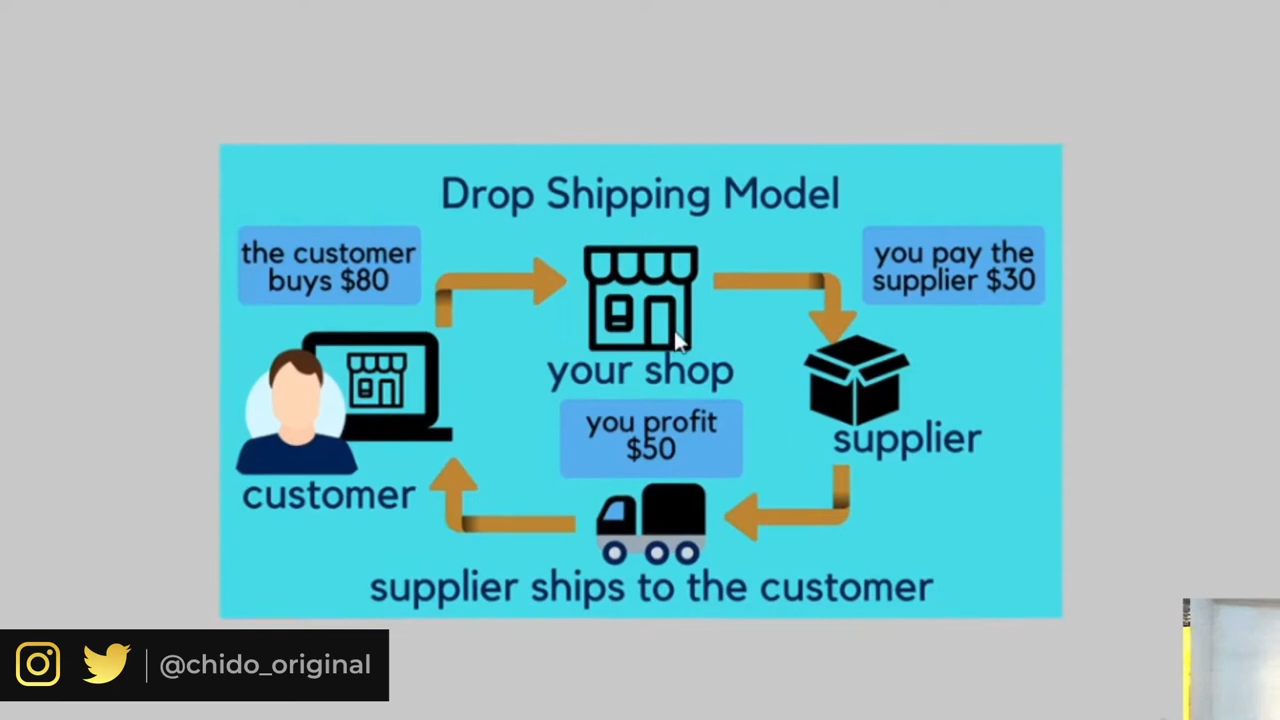 Drop Shipping Model
the customer
buys $80
you pay the
supplier $30
your shop
you profit
$50
supplier
customer
supplier ships to the customer
@chido_original